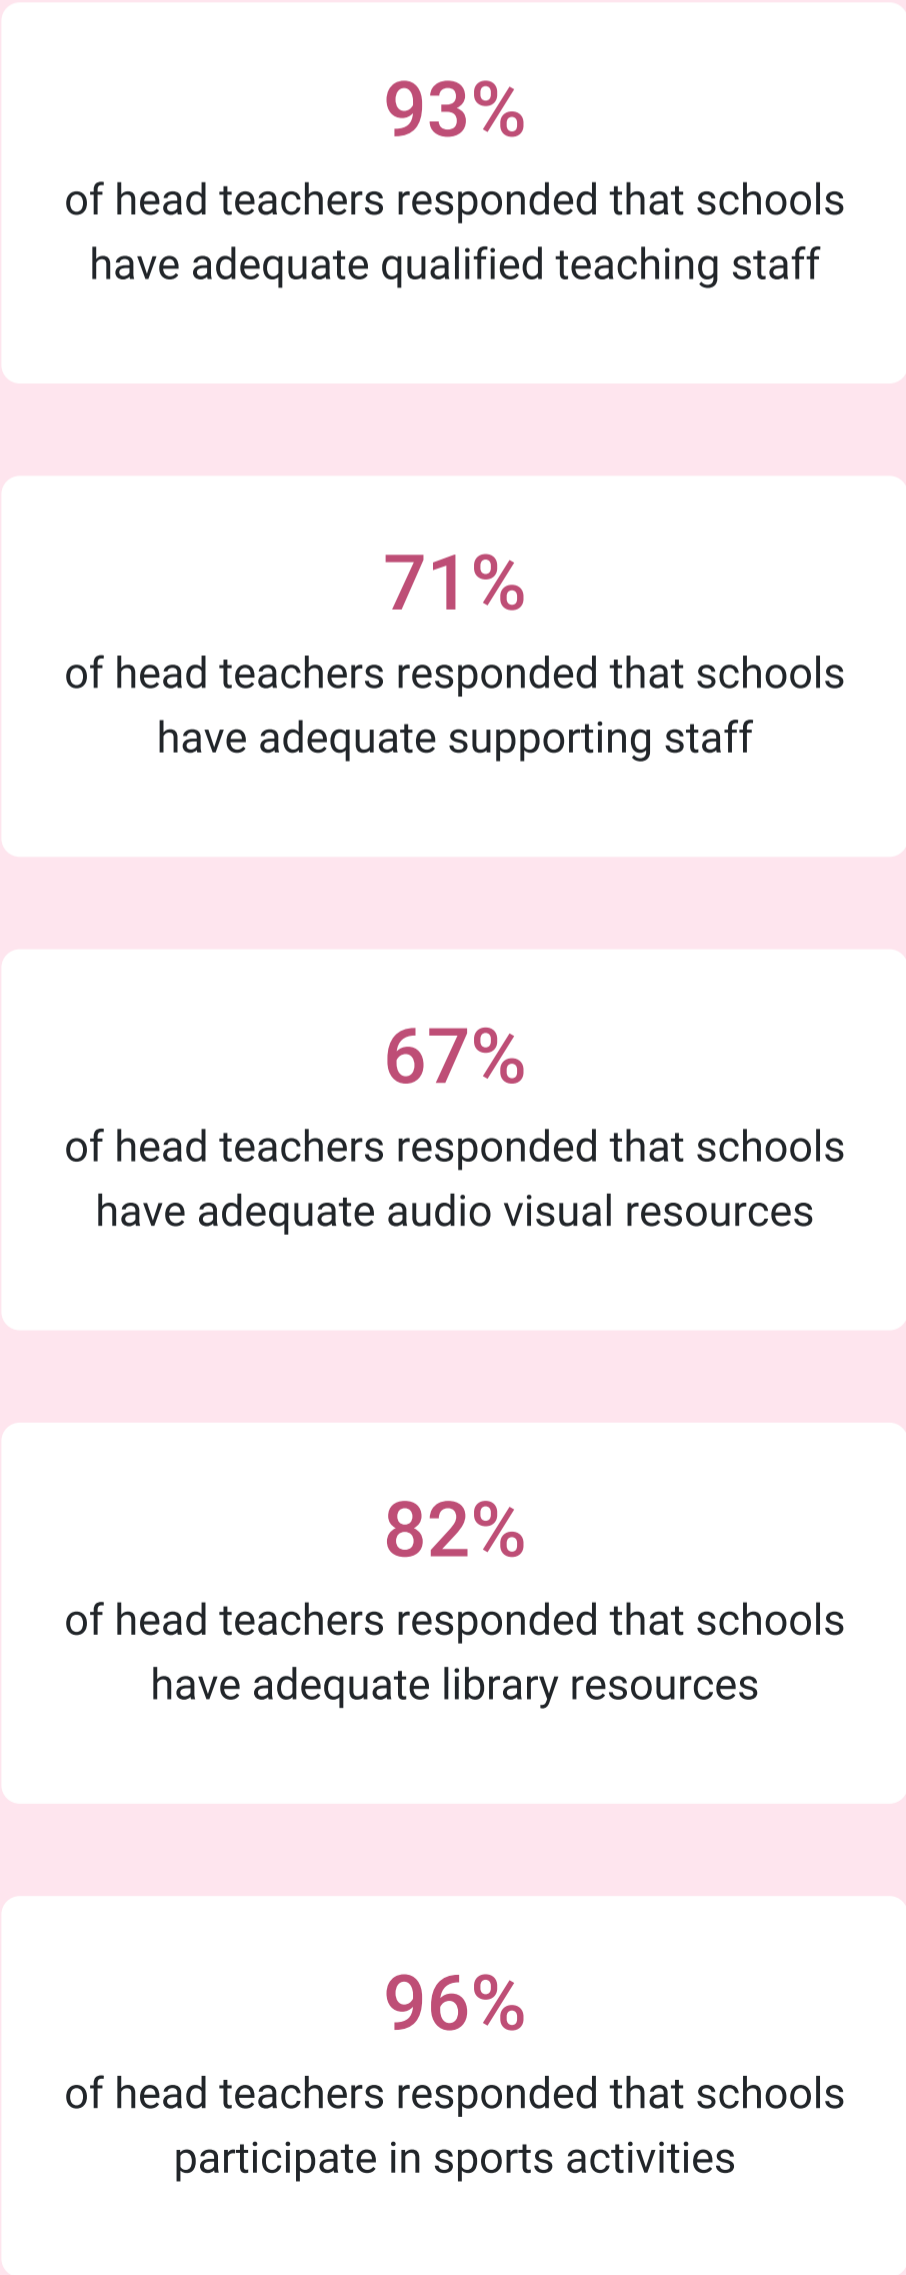 93%
of head teachers responded that schools
have adequate qualified teaching staff
71%
of head teachers responded that schools
have adequate supporting staff
67%
of head teachers responded that schools
have adequate audio visual resources
82%
of head teachers responded that schools
have adequate library resources
96%
of head teachers responded that schools
participate in sports activities